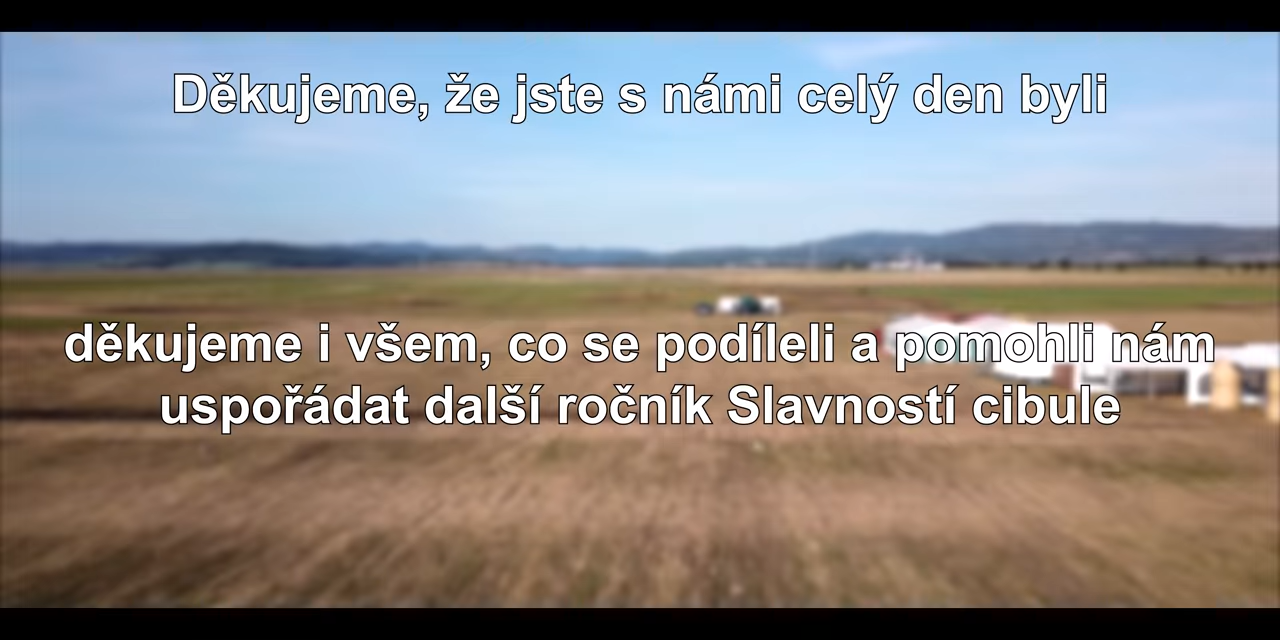 Děkujeme, že jste s námi celý den byli
děkujeme i všem, co se podíleli a pomohli nám
uspořádat další ročník Slavností cibule